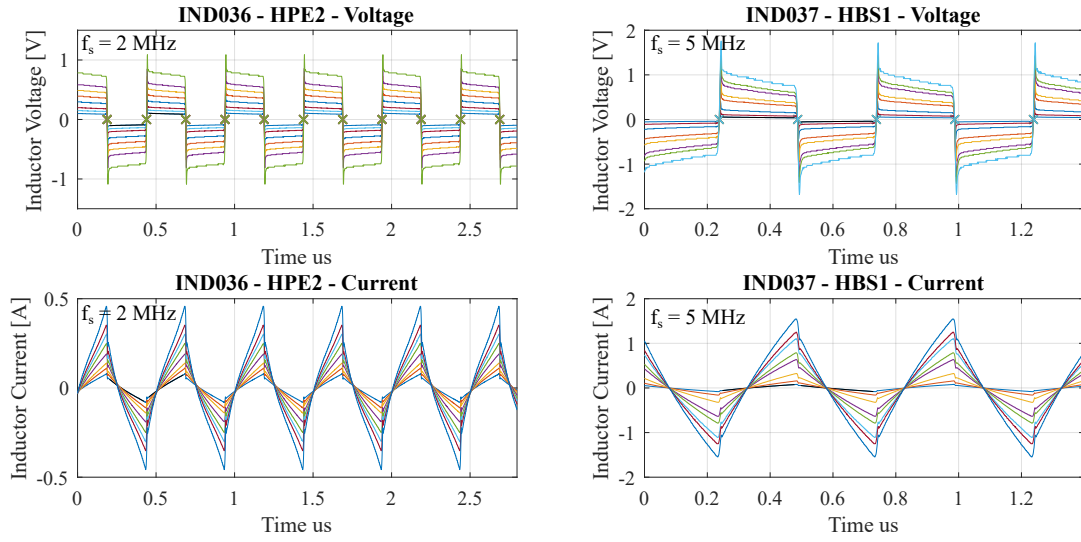 IND036 - HPE2 - Voltage
f_s = 2 MHz
Inductor Voltage [V]
1
0
-1
0
0.5
1
1.5
2
2.5
Time us
IND037 - HBS1 - Voltage
f_s = 5 MHz
Inductor Voltage [V]
2
1
0
-1
-2
0
0.2
0.4
0.6
0.8
1
1.2
Time us
IND036 - HPE2 - Current
f_s = 2 MHz
Inductor Current [A]
0.5
0
-0.5
0
0.5
1
1.5
2
2.5
Time us
IND037 - HBS1 - Current
f_s = 5 MHz
Inductor Current [A]
2
1
0
-1
-2
0
0.2
0.4
0.6
0.8
1
1.2
Time us